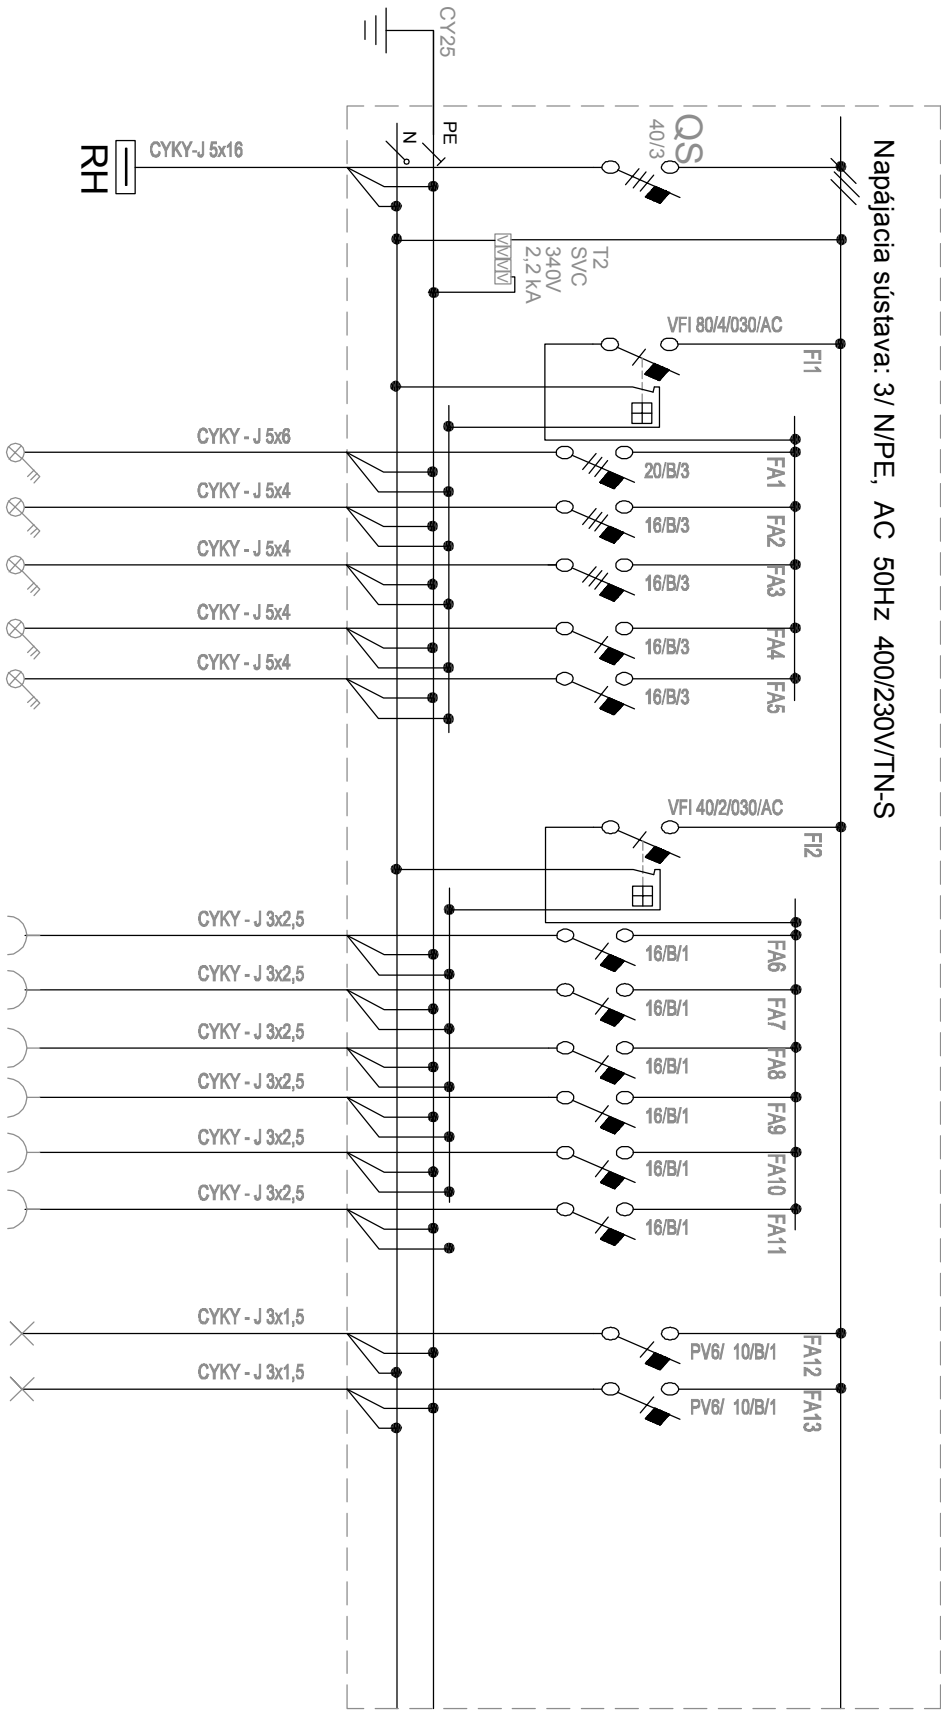 Napájacia sústava: 3/ N/PE, AC 50Hz 400/230V/TN-S
CY25
PE
N
QS
40/3
CYKY-J 5x16
RH
T2
SVC
340V
2,2 kA
VFI 80/4/030/AC
FI1
CYKY - J 5x6
20/B/3
FA1
CYKY - J 5x4
16/B/3
FA2
CYKY - J 5x4
16/B/3
FA3
CYKY - J 5x4
16/B/3
FA4
CYKY - J 5x4
16/B/3
FA5
VFI 40/2/030/AC
FI2
CYKY - J 3x2,5
16/B/1
FA6
CYKY - J 3x2,5
16/B/1
FA7
CYKY - J 3x2,5
16/B/1
FA8
CYKY - J 3x2,5
16/B/1
FA9
CYKY - J 3x2,5
16/B/1
FA10
CYKY - J 3x2,5
16/B/1
FA11
CYKY - J 3x1,5
PV6/ 10/B/1
FA12
CYKY - J 3x1,5
PV6/ 10/B/1
FA13